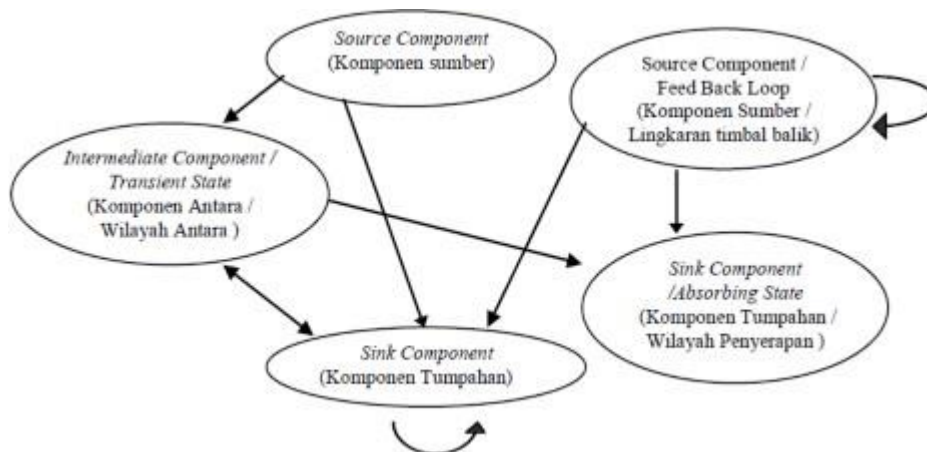 Source Component
(Komponen sumber)
Source Component /
Feed Back Loop
(Komponen Sumber /
Lingkaran timbal balik)
Intermediate Component /
Transient State
(Komponen Antara /
Wilayah Antara )
Sink Component
/Absorbing State
(Komponen Tumpahan /
Wilayah Penyerapan )
Sink Component
(Komponen Tumpahan)